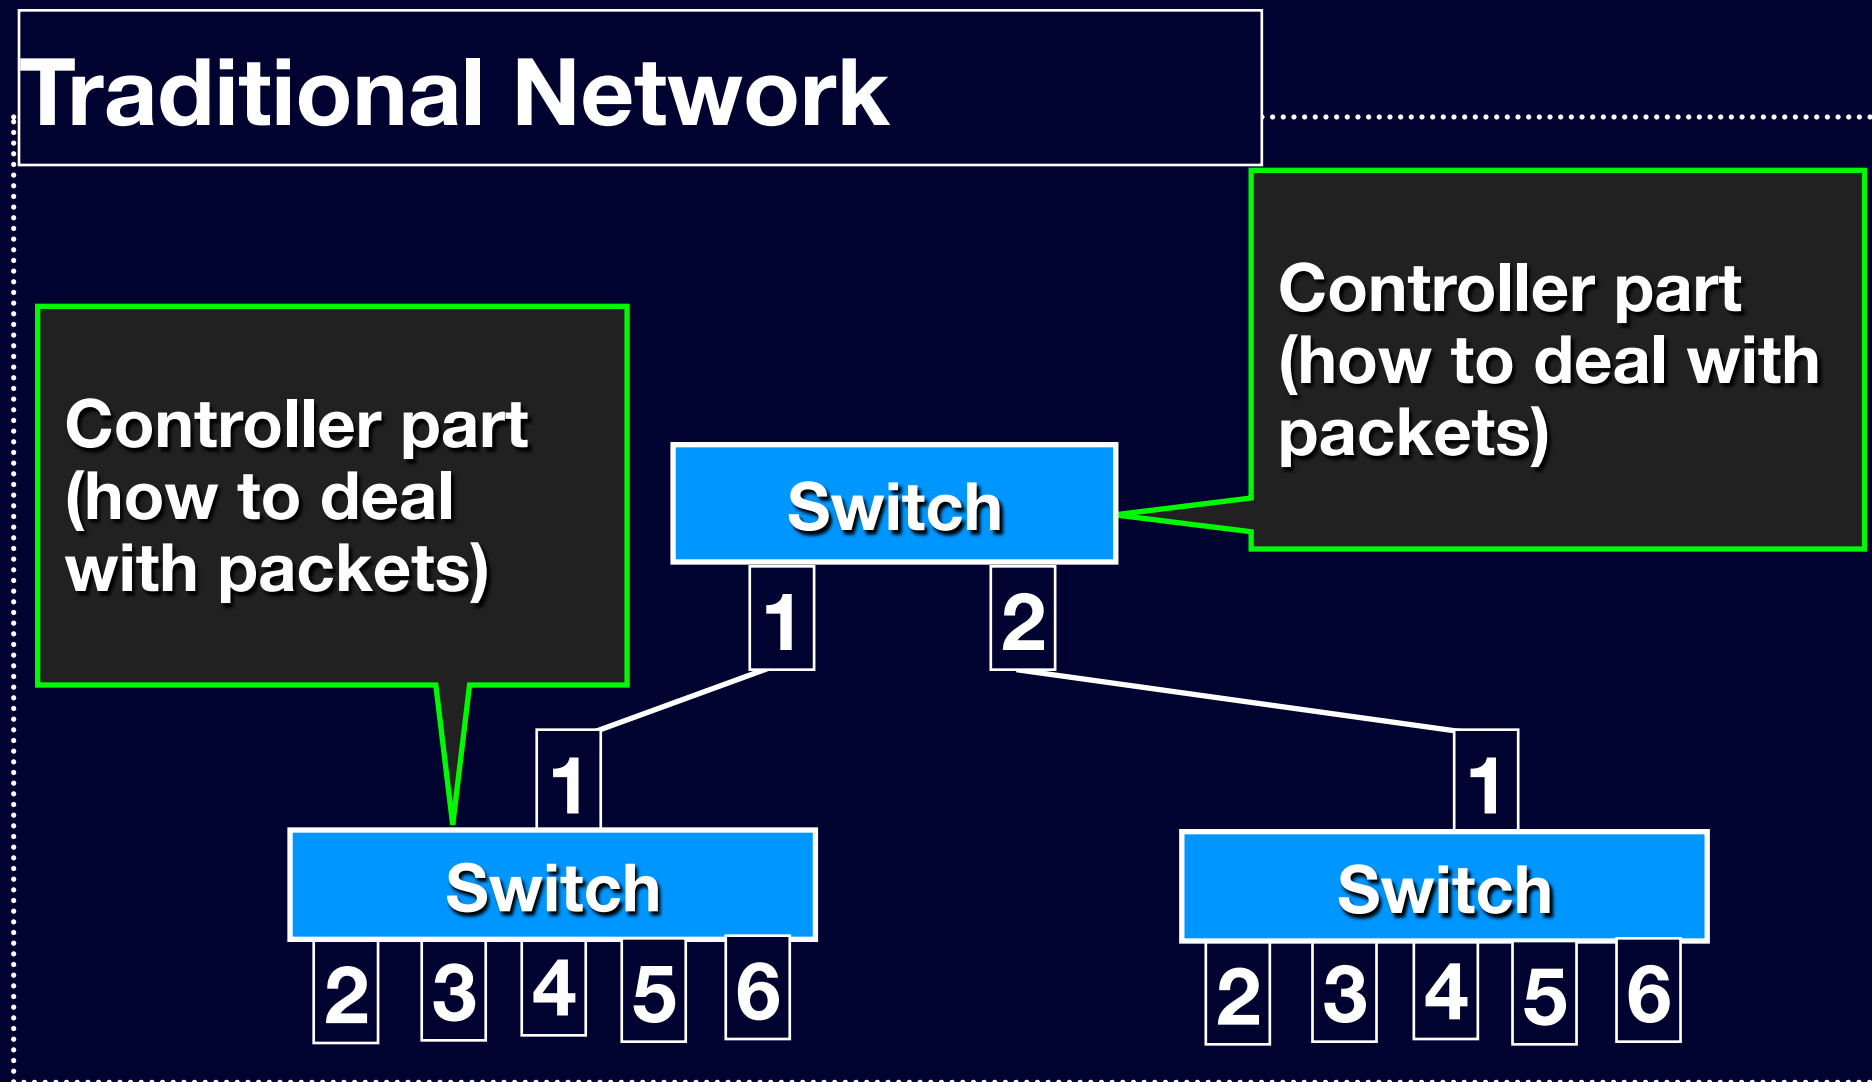 Traditional Network
Controller part
(how to deal with
packets)
Controller part
(how to deal
with packets)
Switch
1 2
1 1
Switch Switch
2 3 4 5 6 2 3 4 5 6